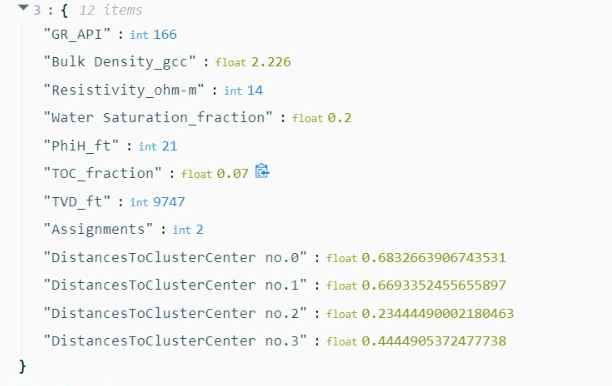 3 : { 12 items
"GR_API" : int 166
"Bulk Density_gcc" : float 2.226
"Resistivity_ohm-m" : int 14
"Water Saturation_fraction" : float 0.2
"PhiH_ft" : int 21
"TOC_fraction" : float 0.07
"TVD_ft" : int 9747
"Assignments" : int 2
"DistancesToClusterCenter no.0" : float 0.6832663906743531
"DistancesToClusterCenter no.1" : float 0.6693352455655897
"DistancesToClusterCenter no.2" : float 0.23444490002180463
"DistancesToClusterCenter no.3" : float 0.4444905372477738
}